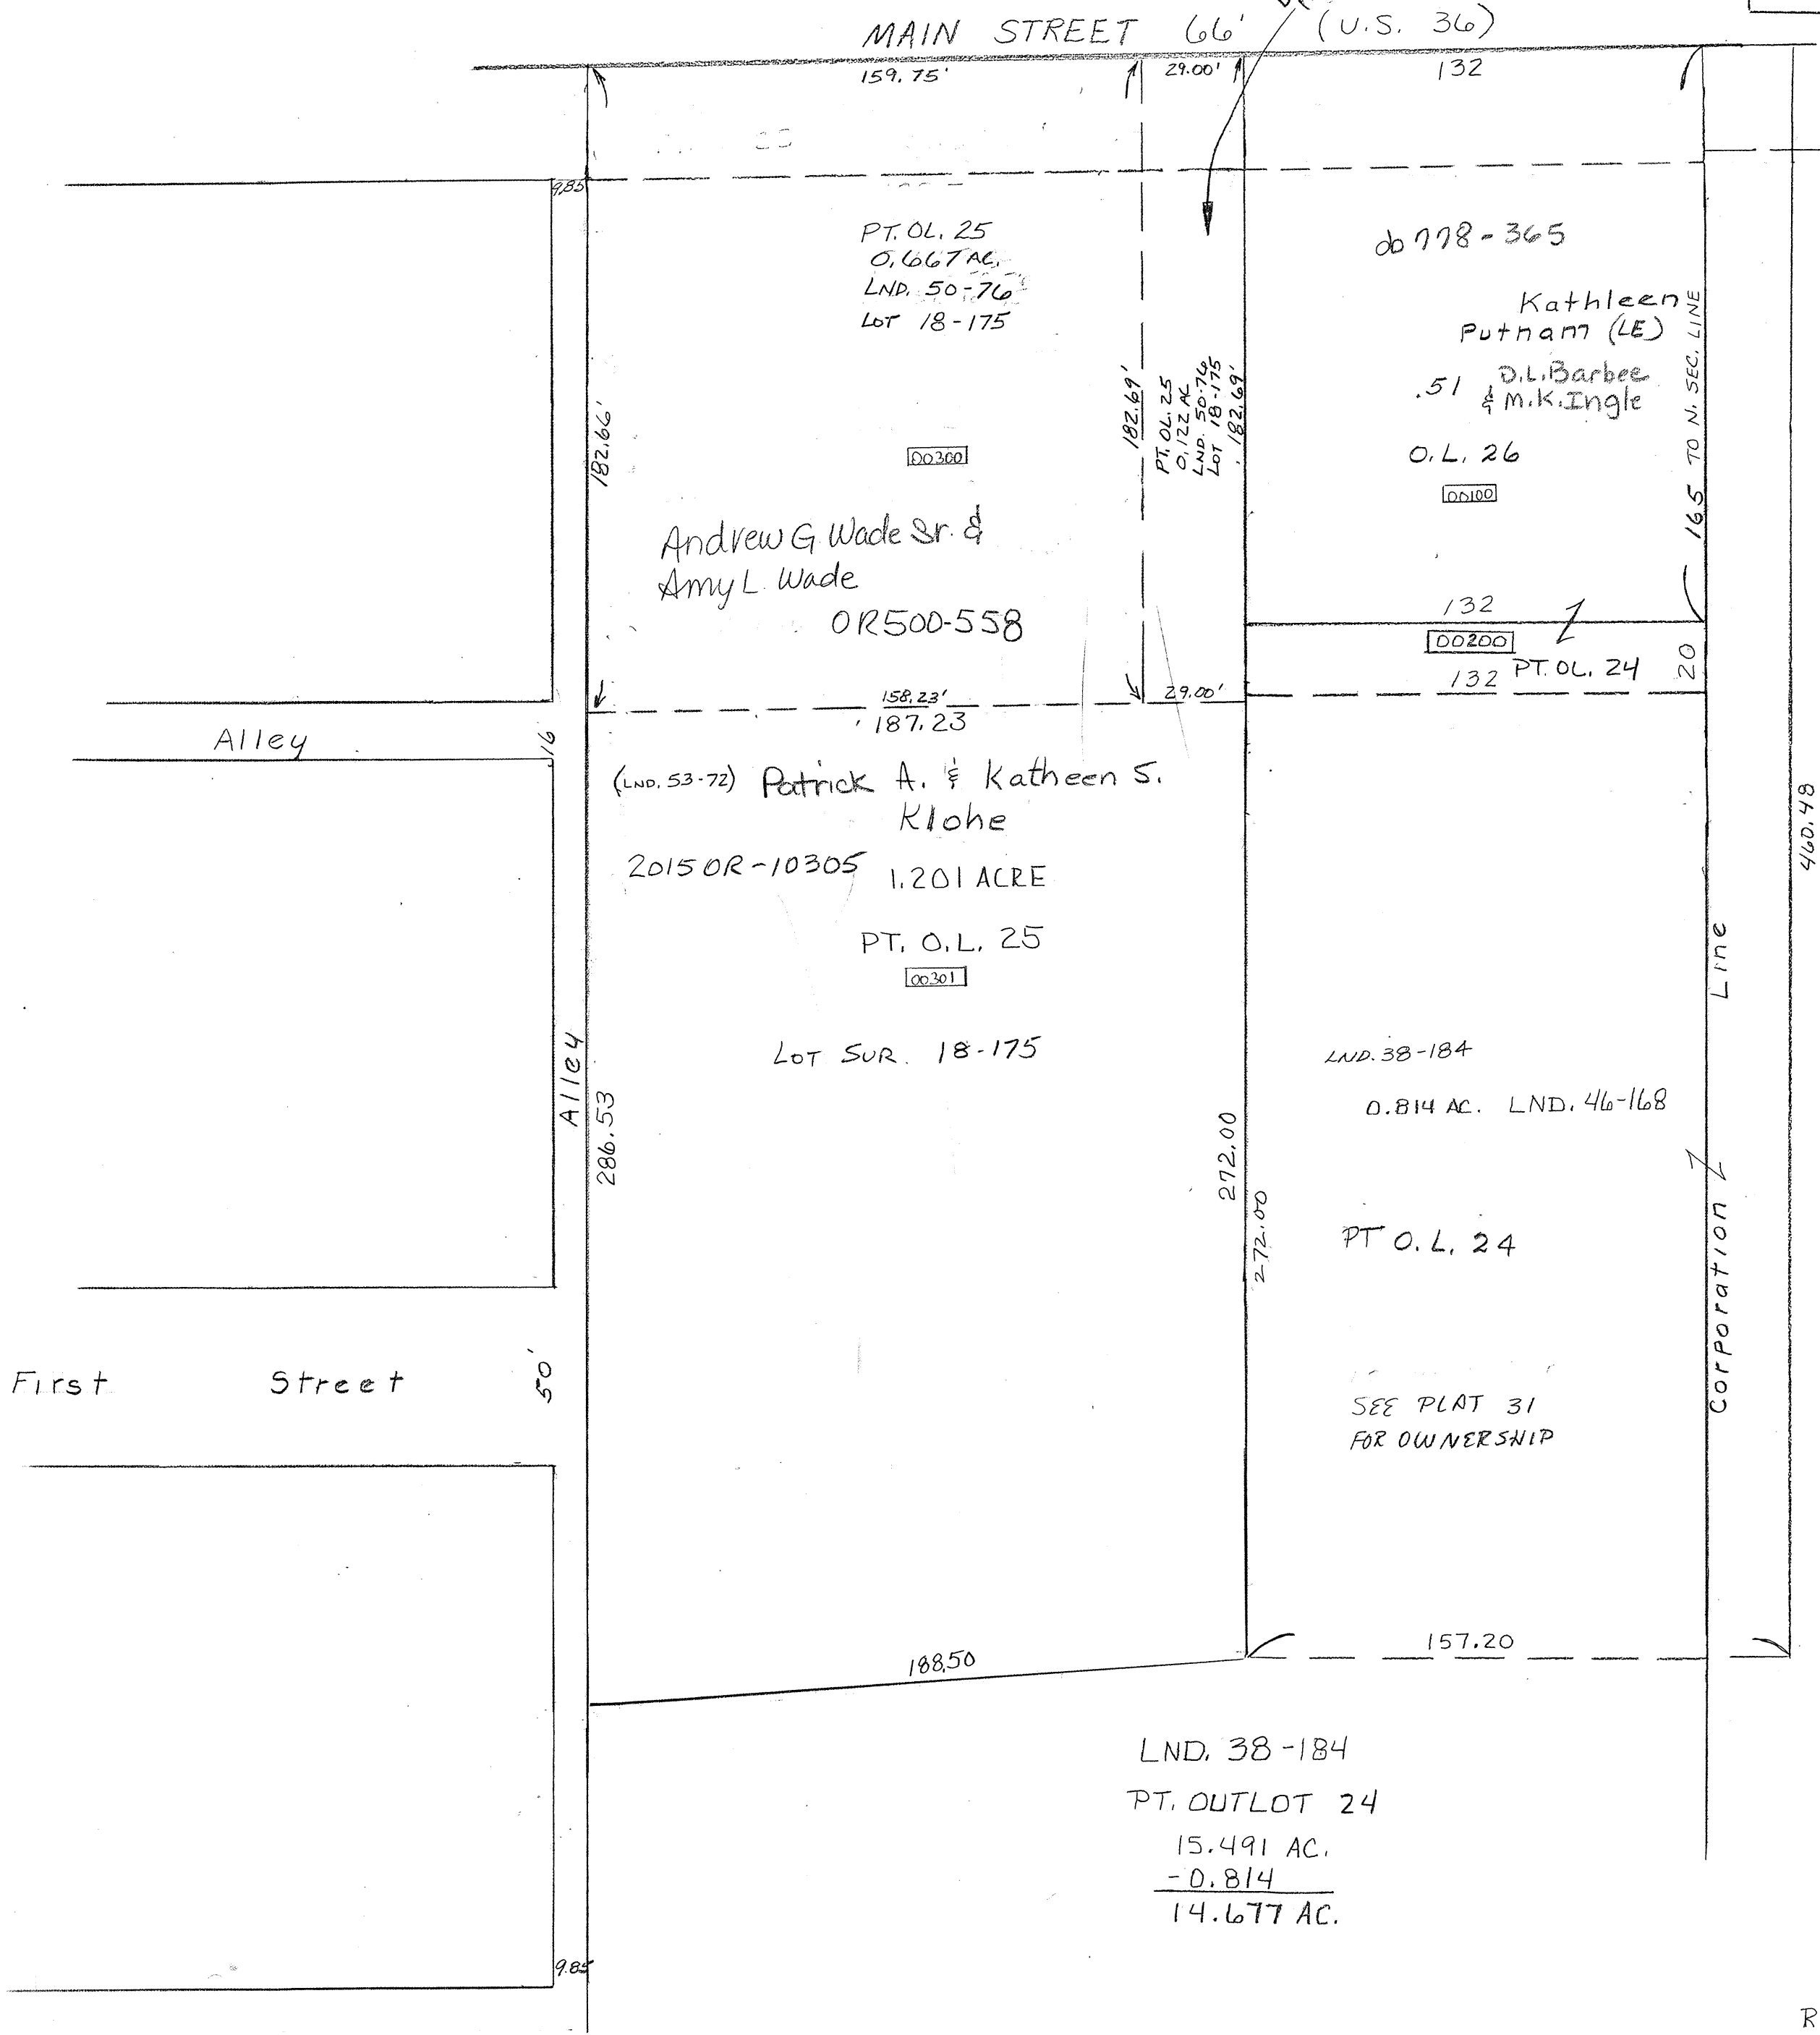 MAIN STREET 66' (U.S. 36)
159.75'
29.00'
132
9.85
PT. OL. 25
0.667 AC.
LND. 50-76
LOT 18-175
182.66'
00300
Andrew G. Wade Sr. &
Amy L. Wade
OR500-558
182.69'
PT. OL. 25
0.122 AC
LND. 50-76
LOT 18-175
182.69'
db 778-365
Kathleen
Putnam (LE)
.51 D.L. Barbee
& M.K. Ingle
O.L. 26
00100
165 TO N. SEC. LINE
132
00200
132 PT. OL. 24
20
158.23'
29.00'
187.23
Alley
16
(LND. 53-72) Patrick A. & Katheen S.
Klohe
2015 OR-10305 1.201 ACRE
PT. O.L. 25
00301
LOT SUR. 18-175
Alley
286.53
272.00
272.00
LND. 38-184
0.814 AC. LND. 46-168
PT O.L. 24
SEE PLAT 31
FOR OWNERSHIP
Corporation Line
460.48
First Street
50'
188.50
157.20
LND. 38-184
PT. OUTLOT 24
15.491 AC.
-0.814
14.677 AC.
9.85
R